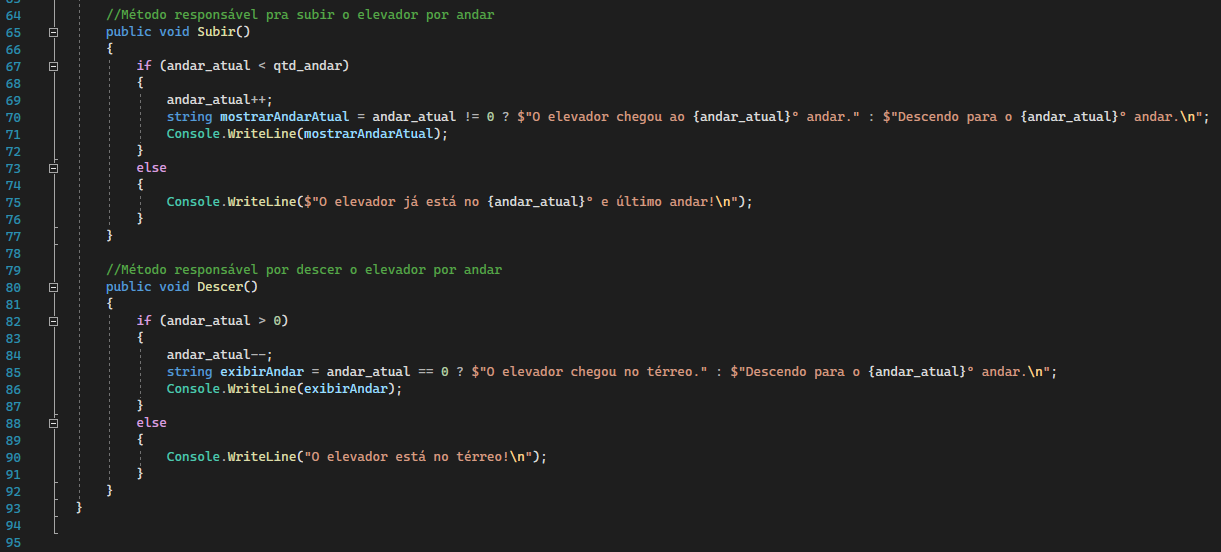 63
64 //Método responsável pra subir o elevador por andar
65 public void Subir()
66 {
67 if (andar_atual < qtd_andar)
68 {
69 andar_atual++;
70 string mostrarAndarAtual = andar_atual != 0 ? $"O elevador chegou ao {andar_atual}° andar." : $"Descendo para o {andar_atual}° andar.\n";
71 Console.WriteLine(mostrarAndarAtual);
72 }
73 else
74 {
75 Console.WriteLine($"O elevador já está no {andar_atual}° e último andar!\n");
76 }
77 }
78
79 //Método responsável por descer o elevador por andar
80 public void Descer()
81 {
82 if (andar_atual > 0)
83 {
84 andar_atual--;
85 string exibirAndar = andar_atual == 0 ? $"O elevador chegou no térreo." : $"Descendo para o {andar_atual}° andar.\n";
86 Console.WriteLine(exibirAndar);
87 }
88 else
89 {
90 Console.WriteLine("O elevador está no térreo!\n");
91 }
92 }
93 }
94
95